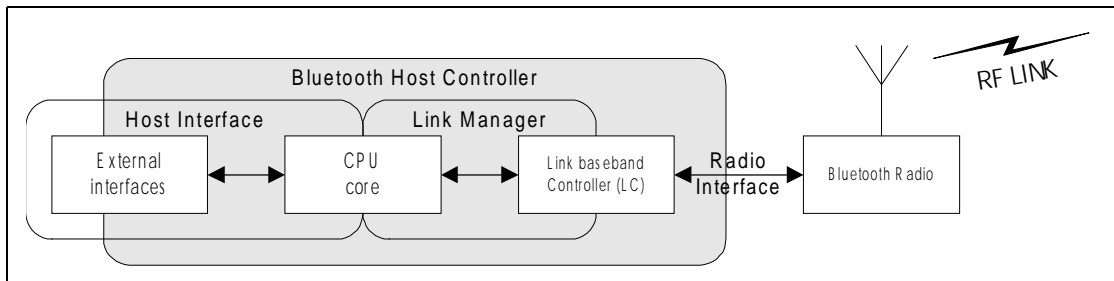 Bluetooth Host Controller
RF LINK
Host Interface
Link Manager
External
interfaces
CPU
core
Link baseband
Controller (LC)
Radio
Interface
Bluetooth Radio